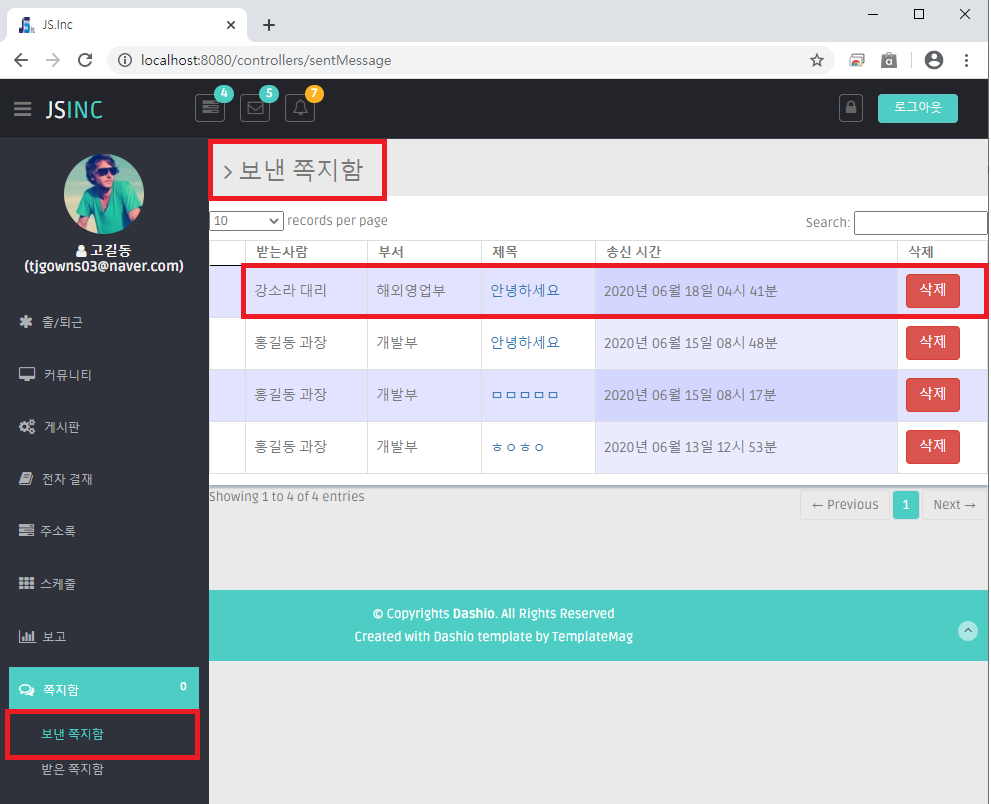 JS.Inc
localhost:8080/controllers/sentMessage
JSINC
4
5
7
로그아웃
고길동
(tjgowns03@naver.com)
출/퇴근
커뮤니티
게시판
전자 결재
주소록
스케줄
보고
쪽지함 0
보낸 쪽지함
받은 쪽지함
보낸 쪽지함
10 records per page
Search:
받는사람 부서 제목 송신 시간 삭제
강소라 대리 해외영업부 안녕하세요 2020년 06월 18일 04시 41분 삭제
홍길동 과장 개발부 안녕하세요 2020년 06월 15일 08시 48분 삭제
홍길동 과장 개발부 ㅁㅁㅁㅁㅁ 2020년 06월 15일 08시 17분 삭제
홍길동 과장 개발부 ㅎㅇㅎㅇ 2020년 06월 13일 12시 53분 삭제
Showing 1 to 4 of 4 entries
← Previous 1 Next →
© Copyrights Dashio. All Rights Reserved
Created with Dashio template by TemplateMag